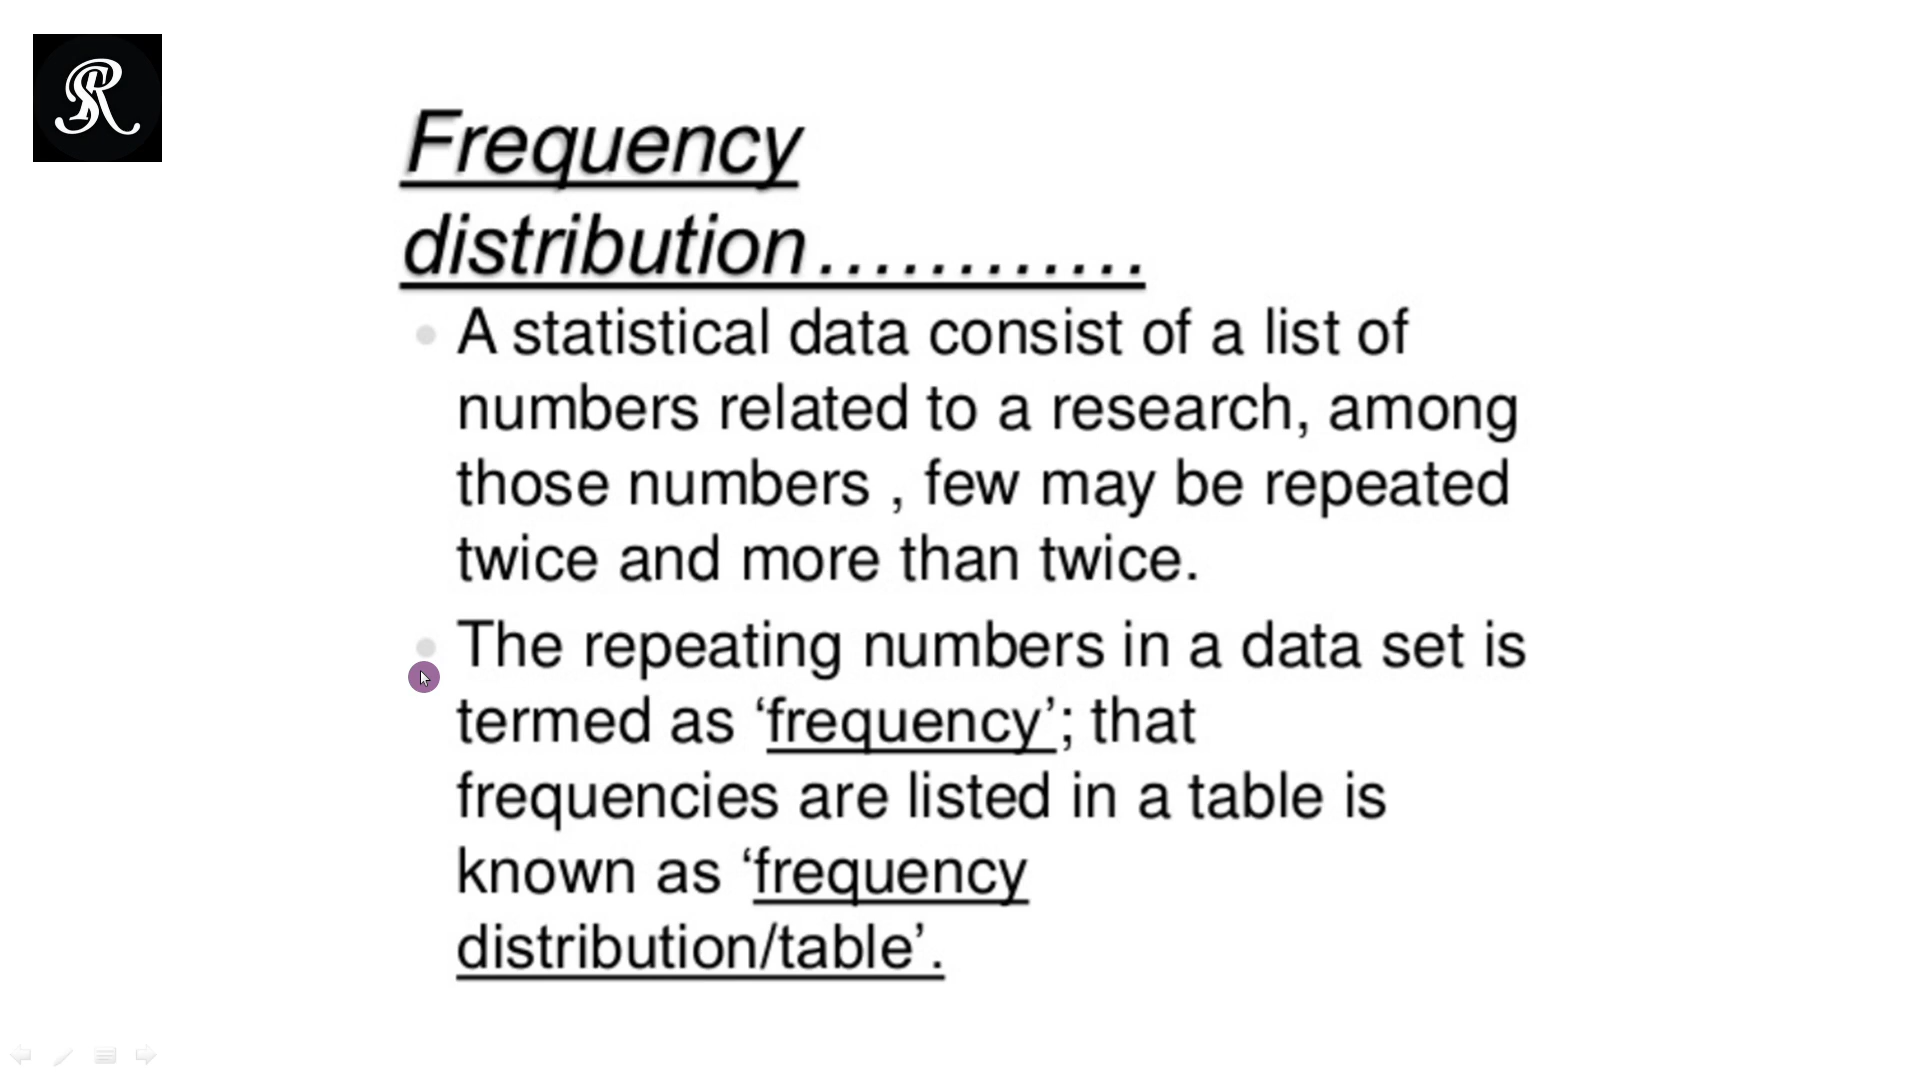 SR
Frequency
distribution…………
A statistical data consist of a list of
numbers related to a research, among
those numbers , few may be repeated
twice and more than twice.
The repeating numbers in a data set is
termed as ‘frequency’; that
frequencies are listed in a table is
known as ‘frequency
distribution/table’.